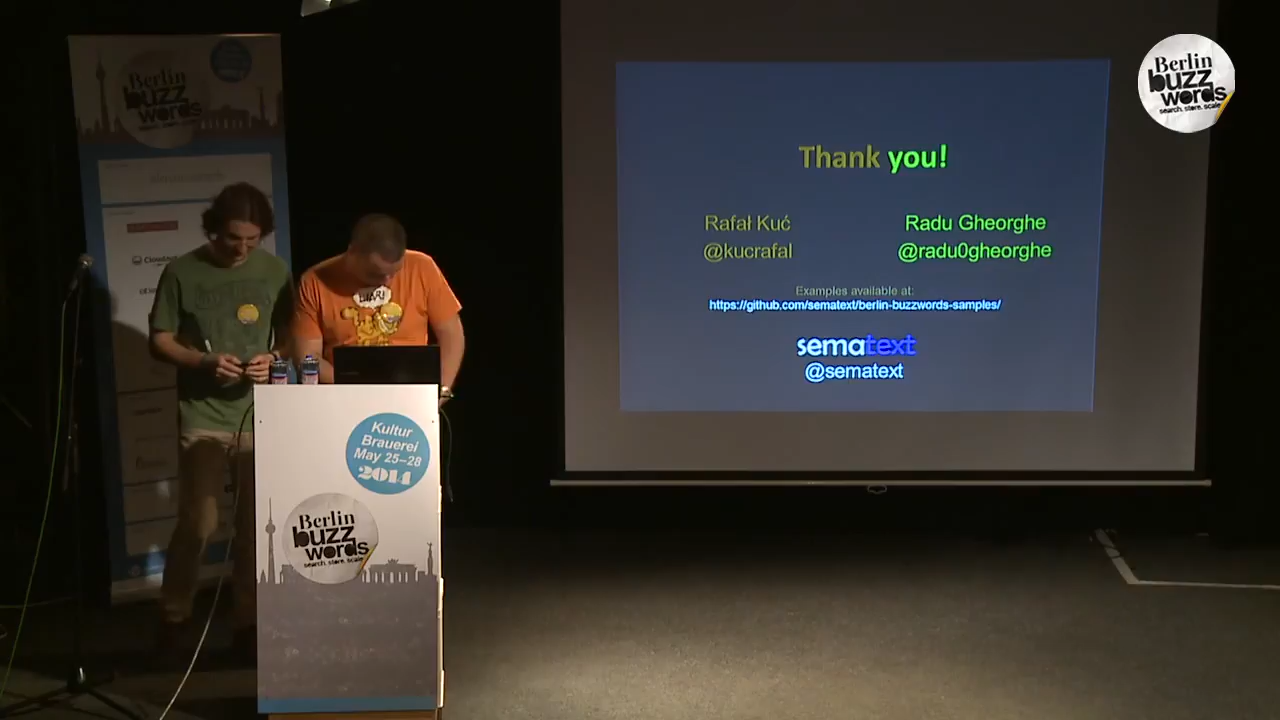 Berlin
buzz
words
Thank you!
Rafał Kuć
@kucrafal
Radu Gheorghe
@radu0gheorghe
Examples available at:
https://github.com/sematext/berlin-buzzwords-samples/
sematext
@sematext
Berlin
buzz
words
search. store. scale
Kultur
Brauerei
May 25–28
2014
Berlin
buzz
words
search. store. scale